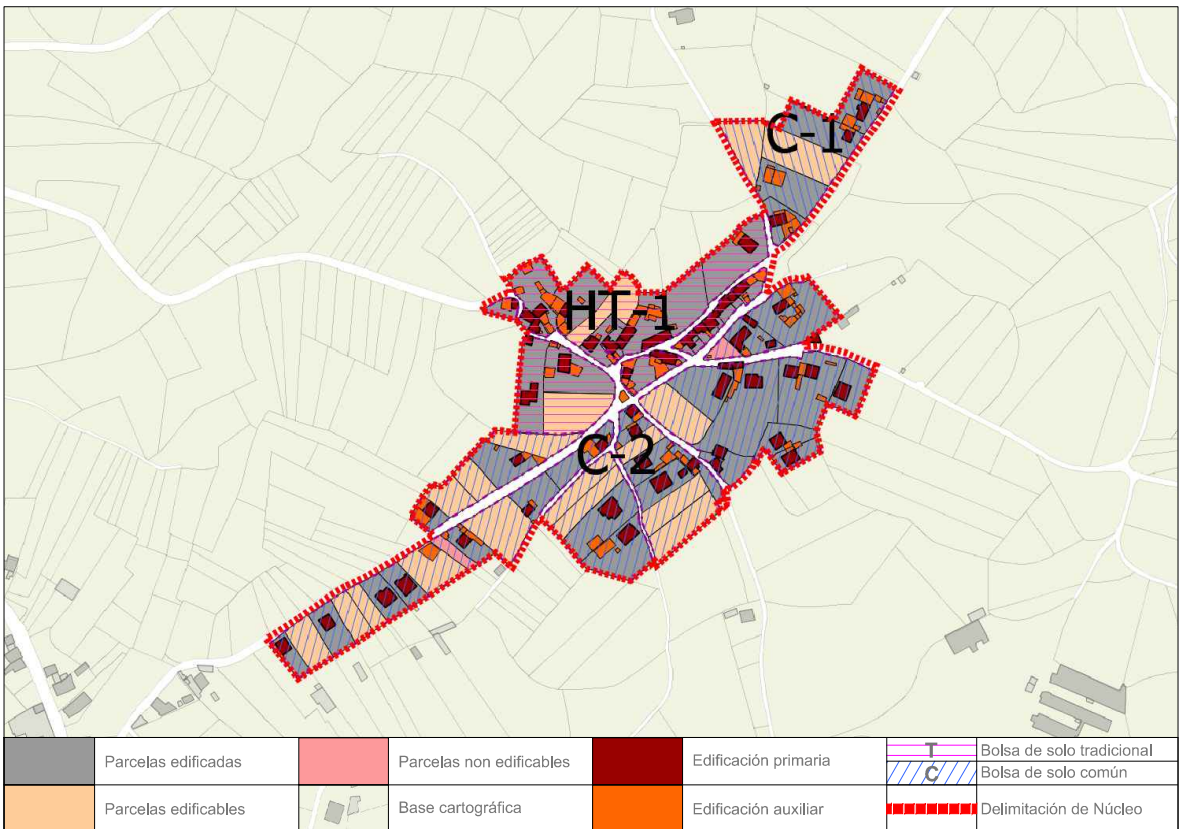 C-1
HT-1
C-2
Parcelas edificadas
Parcelas non edificables
Edificación primaria
T
Bolsa de solo tradicional
C
Bolsa de solo común
Parcelas edificables
Base cartográfica
Edificación auxiliar
Delimitación de Núcleo